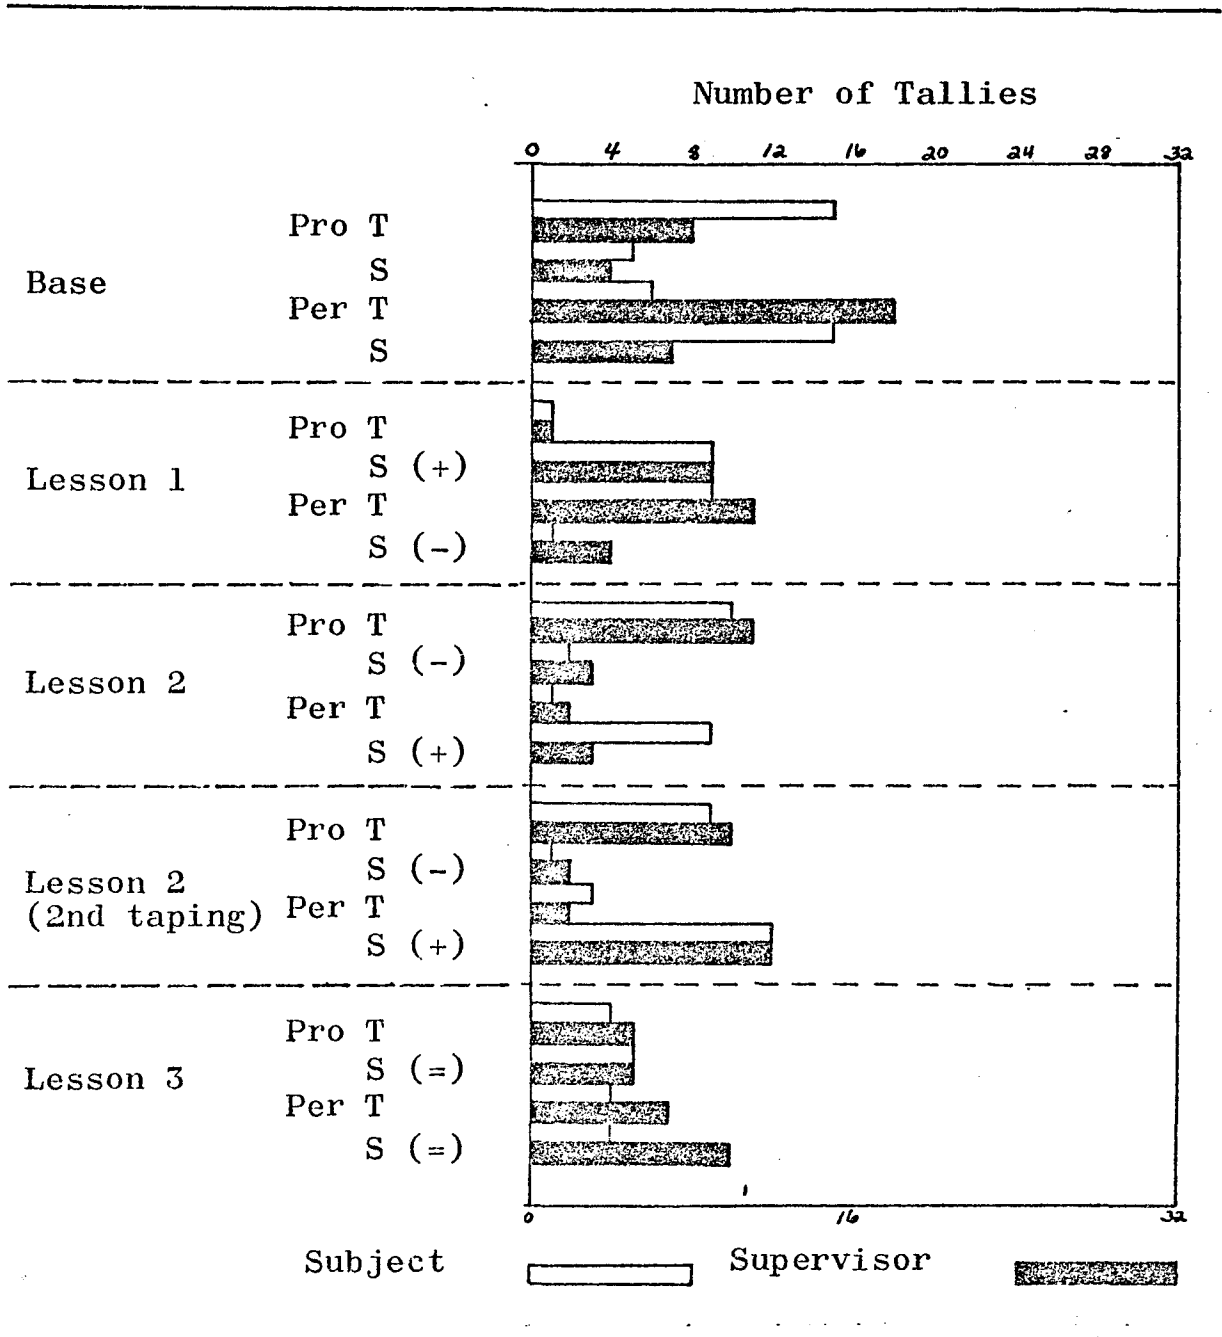 Number of Tallies
0 4 8 12 16 20 24 28 32
Pro T
Base
S
Per T
S
Pro T
S (+)
Lesson 1
Per T
S (-)
Pro T
S (-)
Lesson 2
Per T
S (+)
Pro T
S (-)
Lesson 2
(2nd taping) Per T
S (+)
Pro T
S (=)
Lesson 3
Per T
S (=)
0 16 32
Subject Supervisor